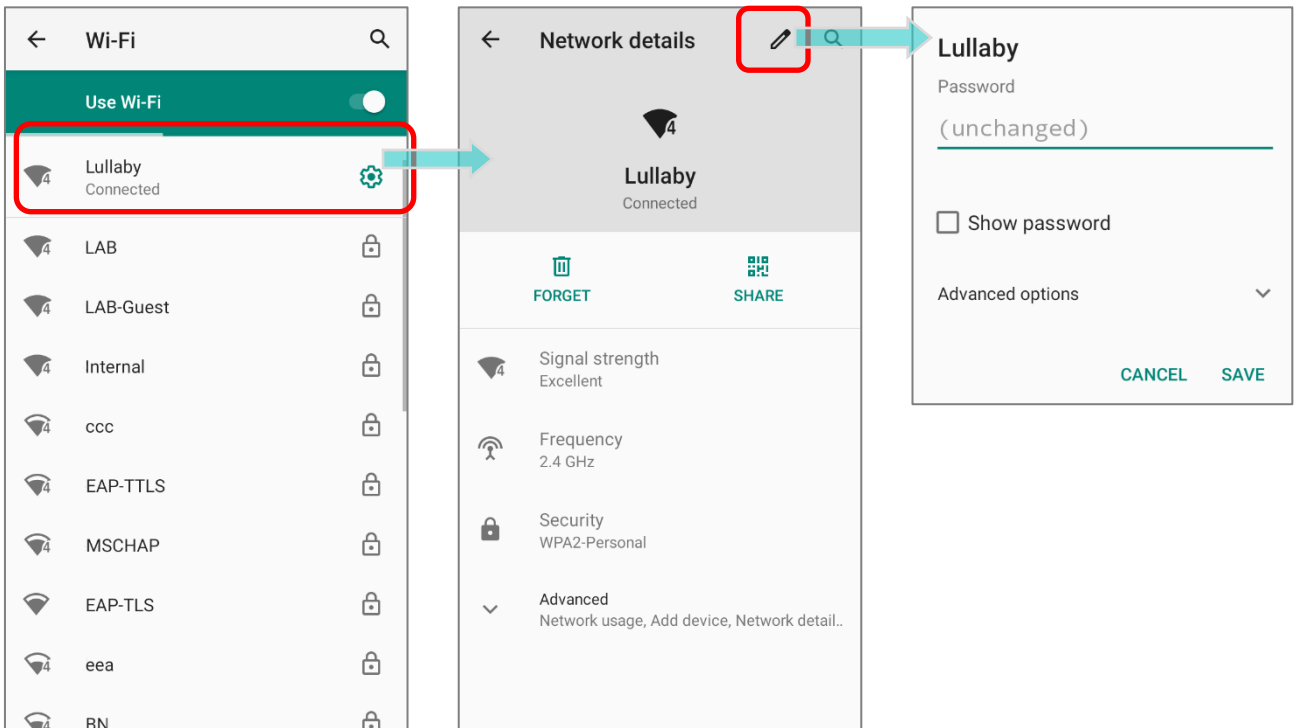 Wi-Fi
Use Wi-Fi
Lullaby
Connected
LAB
LAB-Guest
Internal
ccc
EAP-TTLS
MSCHAP
EAP-TLS
eea
BN
Network details
4
Lullaby
Connected
FORGET
SHARE
Signal strength
Excellent
Frequency
2.4 GHz
Security
WPA2-Personal
Advanced
Network usage, Add device, Network detail..
Lullaby
Password
(unchanged)
Show password
Advanced options
CANCEL SAVE